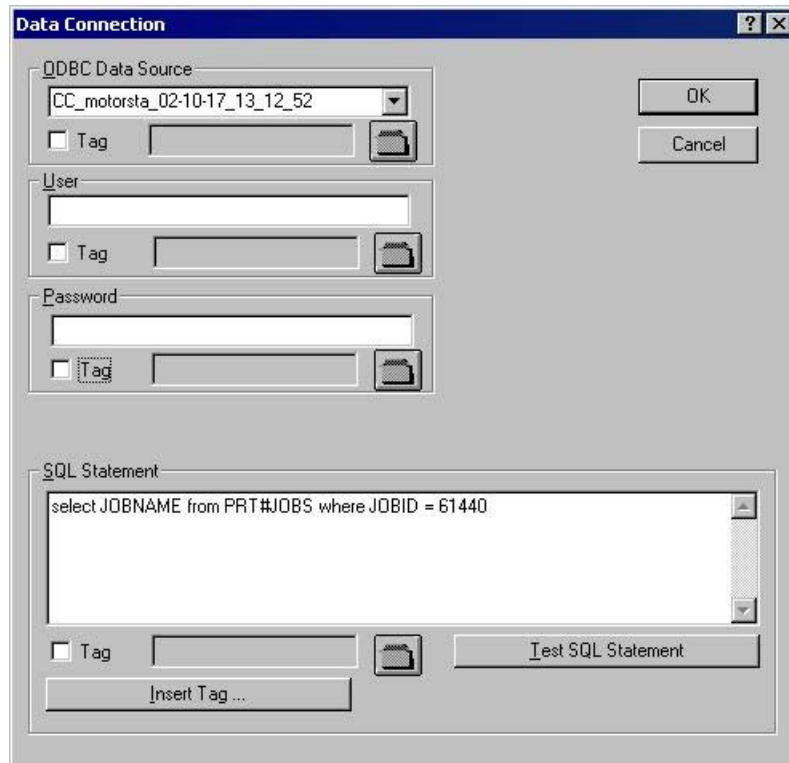 Data Connection
ODBC Data Source
CC_motorsta_02-10-17_13_12_52
Tag
OK
Cancel
User
Tag
Password
Tag
SQL Statement
select JOBNAME from PRT#JOBS where JOBID = 61440
Tag
Test SQL Statement
Insert Tag ...